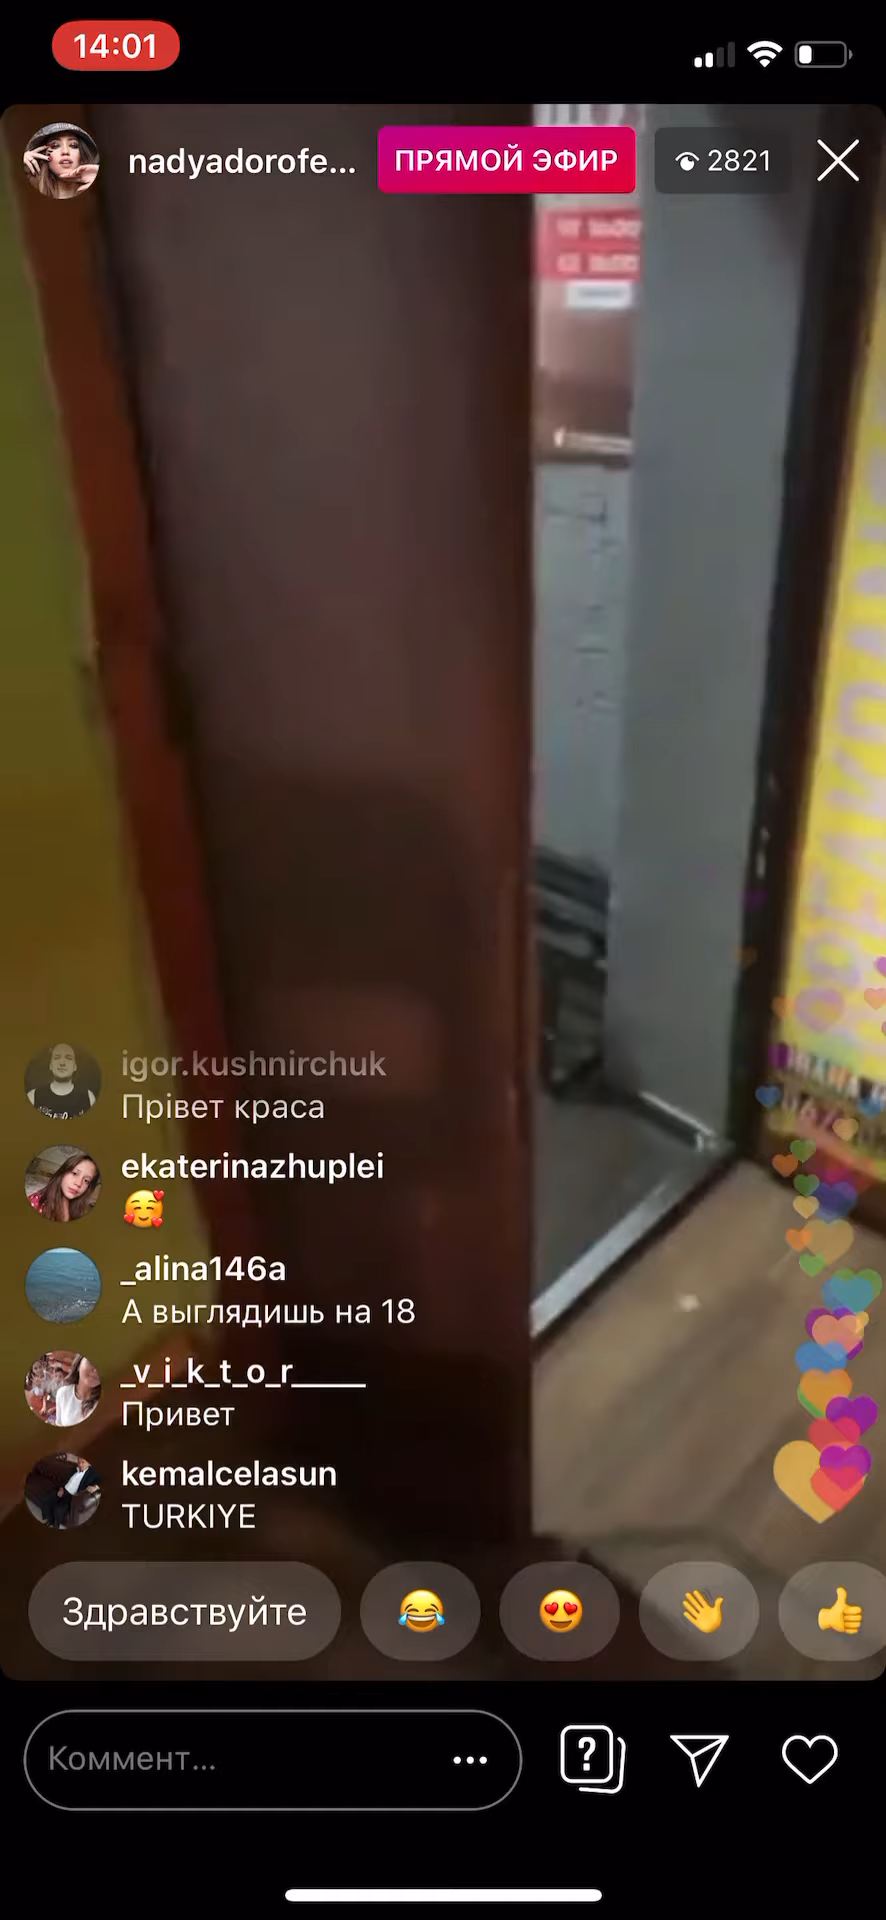 14:01
nadyadorofe...
ПРЯМОЙ ЭФИР
2821
igor.kushnirchuk
Прівет краса
ekaterinazhuplei
🥰
_alina146a
А выглядишь на 18
_v_i_k_t_o_r_____
Привет
kemalcelasun
TURKIYE
Здравствуйте
😂 😍 👋 👍
Коммент...